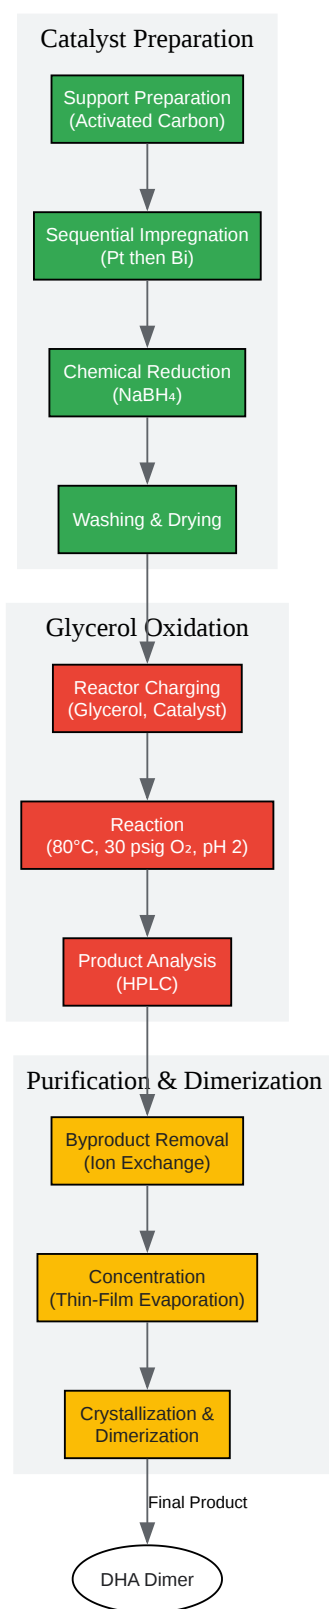 Catalyst Preparation
Support Preparation
(Activated Carbon)
Sequential Impregnation
(Pt then Bi)
Chemical Reduction
(NaBH₄)
Washing & Drying
Glycerol Oxidation
Reactor Charging
(Glycerol, Catalyst)
Reaction
(80°C, 30 psig O₂, pH 2)
Product Analysis
(HPLC)
Purification & Dimerization
Byproduct Removal
(Ion Exchange)
Concentration
(Thin-Film Evaporation)
Crystallization &
Dimerization
Final Product
DHA Dimer